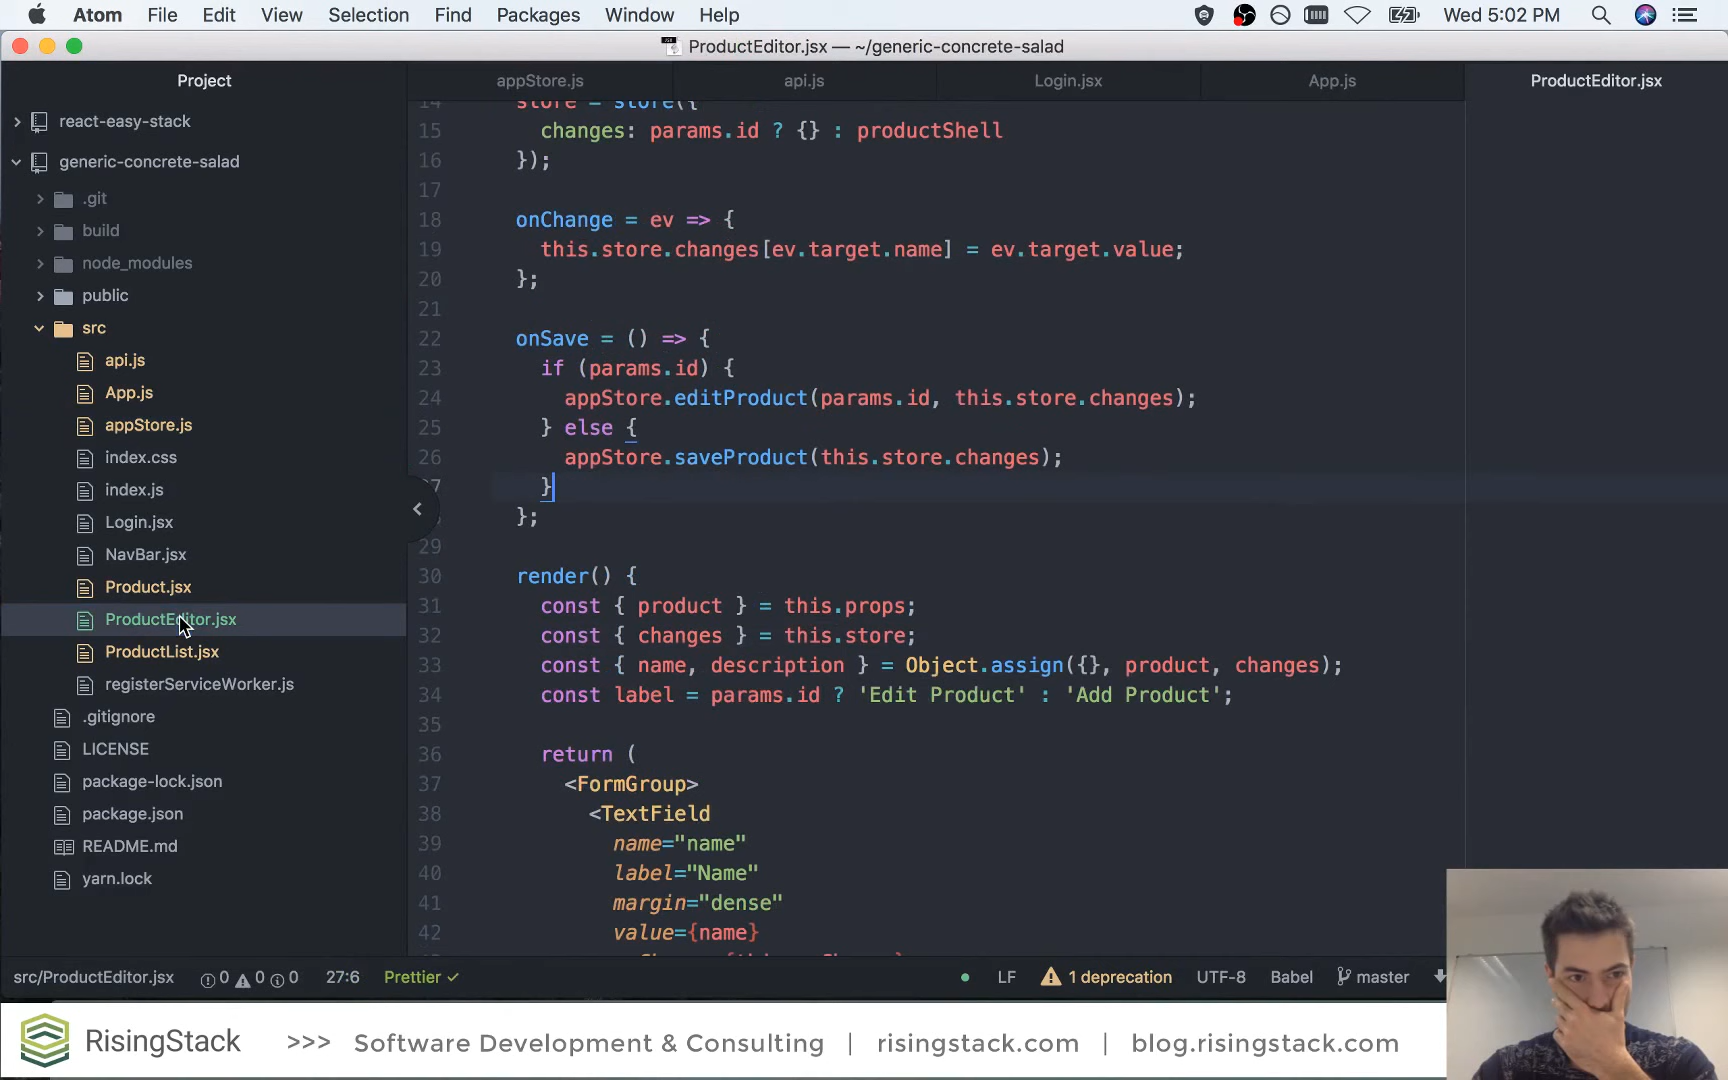 Atom File Edit View Selection Find Packages Window Help Wed 5:02 PM
ProductEditor.jsx — ~/generic-concrete-salad
Project
appStore.js api.js Login.jsx App.js ProductEditor.jsx
react-easy-stack
generic-concrete-salad
.git
build
node_modules
public
src
api.js
App.js
appStore.js
index.css
index.js
Login.jsx
NavBar.jsx
Product.jsx
ProductEditor.jsx
ProductList.jsx
registerServiceWorker.js
.gitignore
LICENSE
package-lock.json
package.json
README.md
yarn.lock
14 store = store({
15 changes: params.id ? {} : productShell
16 });
17
18 onChange = ev => {
19 this.store.changes[ev.target.name] = ev.target.value;
20 };
21
22 onSave = () => {
23 if (params.id) {
24 appStore.editProduct(params.id, this.store.changes);
25 } else {
26 appStore.saveProduct(this.store.changes);
7 }
};
29
30 render() {
31 const { product } = this.props;
32 const { changes } = this.store;
33 const { name, description } = Object.assign({}, product, changes);
34 const label = params.id ? 'Edit Product' : 'Add Product';
35
36 return (
37 <FormGroup>
38 <TextField
39 name="name"
40 label="Name"
41 margin="dense"
42 value={name}
src/ProductEditor.jsx 0 0 0 27:6 Prettier ✓ LF 1 deprecation UTF-8 Babel master
RisingStack >>> Software Development & Consulting | risingstack.com | blog.risingstack.com